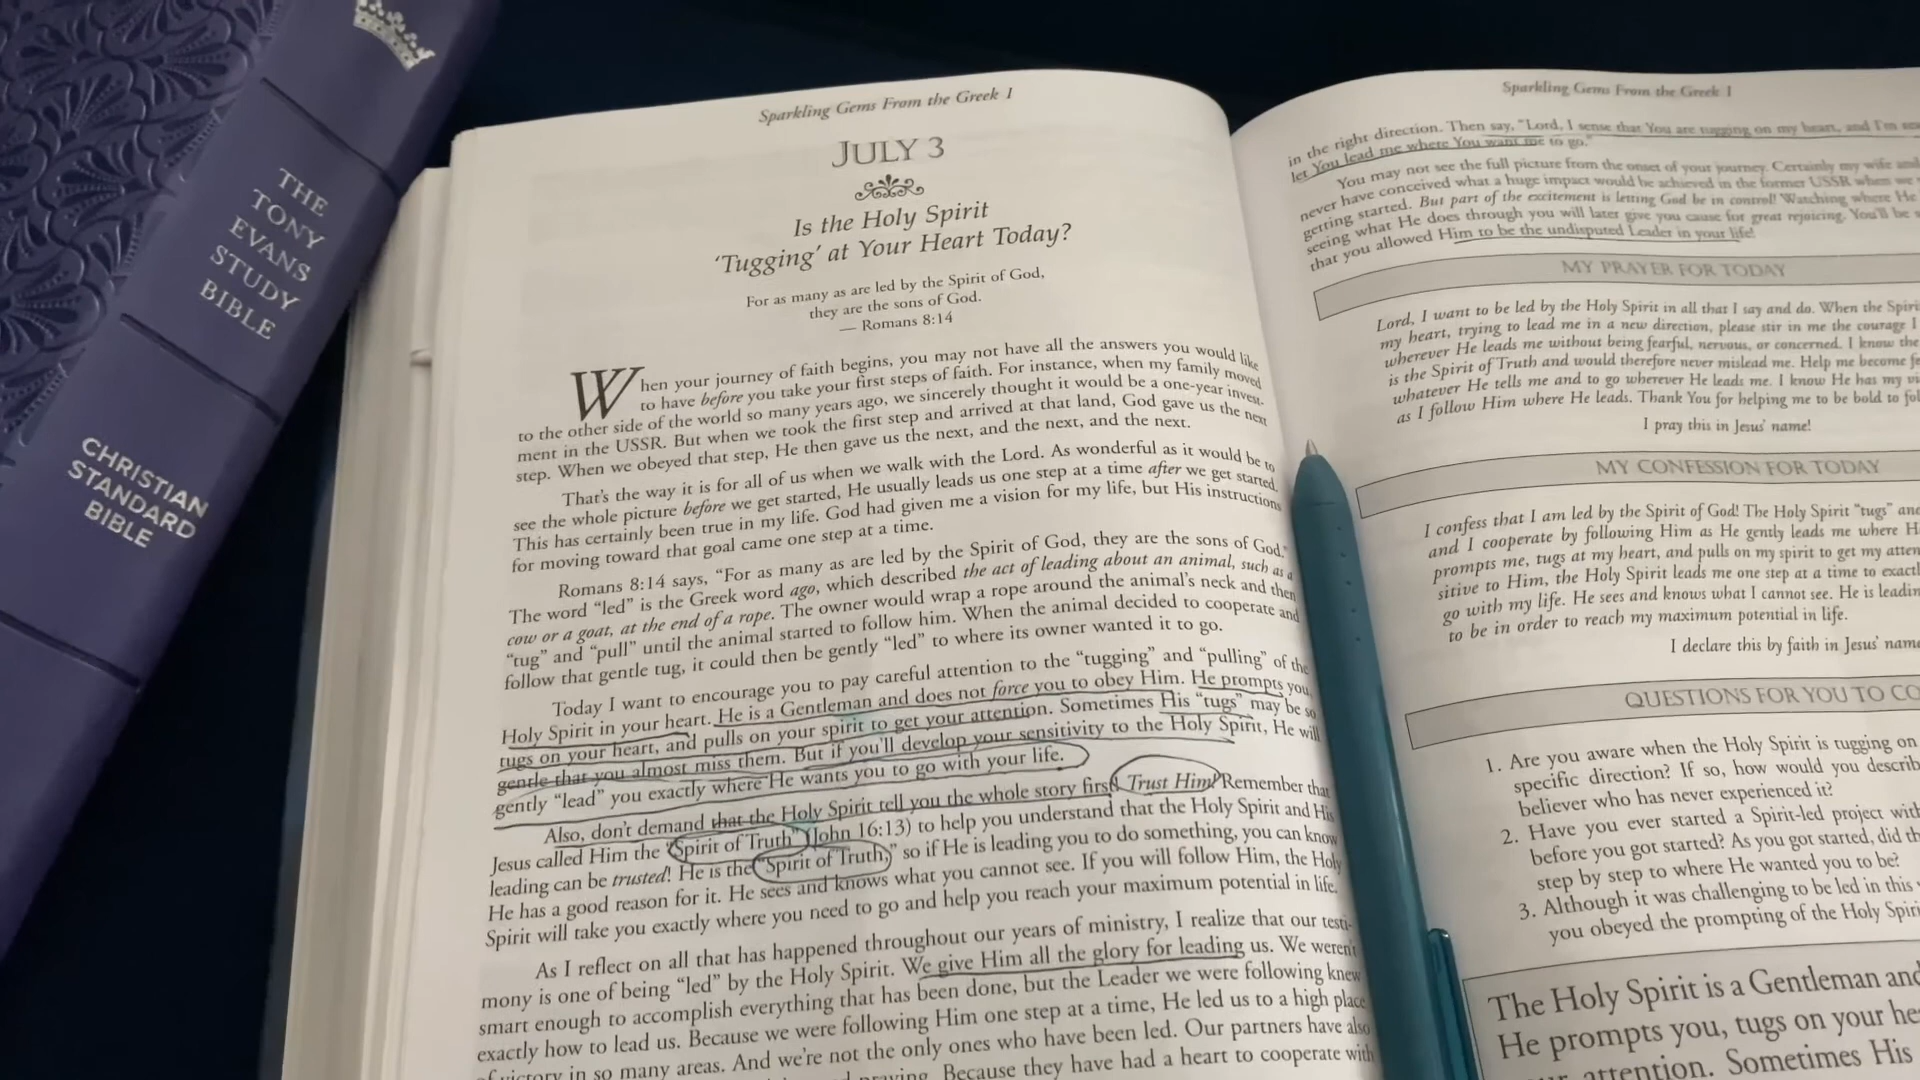 THE
TONY
EVANS
STUDY
BIBLE
CHRISTIAN
STANDARD
BIBLE
Sparkling Gems From the Greek I
JULY 3
Is the Holy Spirit
‘Tugging’ at Your Heart Today?
For as many as are led by the Spirit of God,
they are the sons of God.
— Romans 8:14
When your journey of faith begins, you may not have all the answers you would like
to have before you take your first steps of faith. For instance, when my family moved
to the other side of the world so many years ago, we sincerely thought it would be a one-year invest-
ment in the USSR. But when we took the first step and arrived at that land, God gave us the next
step. When we obeyed that step, He then gave us the next, and the next, and the next.
That’s the way it is for all of us when we walk with the Lord. As wonderful as it would be to
see the whole picture before we get started, He usually leads us one step at a time after we get started.
This has certainly been true in my life. God had given me a vision for my life, but His instructions
for moving toward that goal came one step at a time.
Romans 8:14 says, “For as many as are led by the Spirit of God, they are the sons of God.”
The word “led” is the Greek word ago, which described the act of leading about an animal, such as a
cow or a goat, at the end of a rope. The owner would wrap a rope around the animal’s neck and then
“tug” and “pull” until the animal started to follow him. When the animal decided to cooperate and
follow that gentle tug, it could then be gently “led” to where its owner wanted it to go.
Today I want to encourage you to pay careful attention to the “tugging” and “pulling” of the
Holy Spirit in your heart. He is a Gentleman and does not force you to obey Him. He prompts you,
tugs on your heart, and pulls on your spirit to get your attention. Sometimes His “tugs” may be so
gentle that you almost miss them. But if you’ll develop your sensitivity to the Holy Spirit, He will
gently “lead” you exactly where He wants you to go with your life.
Also, don’t demand that the Holy Spirit tell you the whole story first. Trust Him! Remember that
Jesus called Him the “Spirit of Truth” (John 16:13) to help you understand that the Holy Spirit and His
leading can be trusted! He is the “Spirit of Truth,” so if He is leading you to do something, you can know
He has a good reason for it. He sees and knows what you cannot see. If you will follow Him, the Holy
Spirit will take you exactly where you need to go and help you reach your maximum potential in life.
As I reflect on all that has happened throughout our years of ministry, I realize that our testi-
mony is one of being “led” by the Holy Spirit. We give Him all the glory for leading us. We weren’t
smart enough to accomplish everything that has been done, but the Leader we were following knew
exactly how to lead us. Because we were following Him one step at a time, He led us to a high place
of victory in so many areas. And we’re not the only ones who have been led. Our partners have also
Because they have had a heart to cooperate with
Sparkling Gems From the Greek I
in the right direction. Then say, “Lord, I sense that You are tugging on my heart, and I’m
let You lead me where You want me to go.”
You may not see the full picture from the onset of your journey. Certainly my wife and
never have conceived what a huge impact would be achieved in the former USSR when we
getting started. But part of the excitement is letting God be in control! Watching where He
seeing what He does through you will later give you cause for great rejoicing. You’ll be
that you allowed Him to be the undisputed Leader in your life!
MY PRAYER FOR TODAY
Lord, I want to be led by the Holy Spirit in all that I say and do. When the
my heart, trying to lead me in a new direction, please stir in me the courage
wherever He leads me without being fearful, nervous, or concerned. I know the
is the Spirit of Truth and would therefore never mislead me. Help me become
whatever He tells me and to go wherever He leads me. I know He has my
as I follow Him where He leads. Thank You for helping me to be bold to
I pray this in Jesus’ name!
MY CONFESSION FOR TODAY
I confess that I am led by the Spirit of God! The Holy Spirit “tugs”
and I cooperate by following Him as He gently leads me where
prompts me, tugs at my heart, and pulls on my spirit to get my
sitive to Him, the Holy Spirit leads me one step at a time to
go with my life. He sees and knows what I cannot see. He is
to be in order to reach my maximum potential in life.
I declare this by faith in Jesus’
QUESTIONS FOR YOU TO
1. Are you aware when the Holy Spirit is tugging on
specific direction? If so, how would you
believer who has never experienced it?
2. Have you ever started a Spirit-led project
before you got started? As you got started, did
step by step to where He wanted you to be?
3. Although it was challenging to be led in this
you obeyed the prompting of the Holy
The Holy Spirit is a Gentleman and
He prompts you, tugs on your
attention. Sometimes His